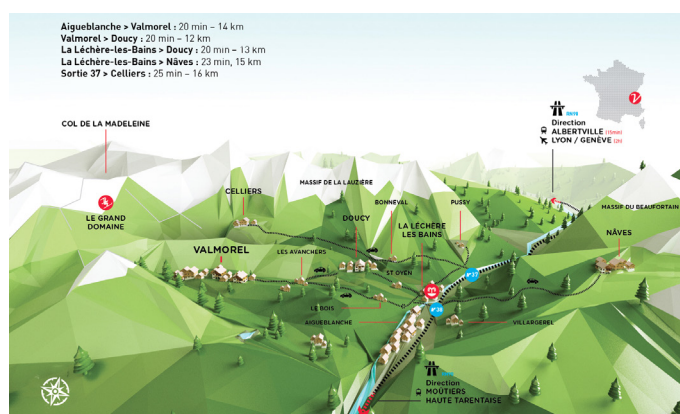 Aigueblanche > Valmorel : 20 min – 14 km
Valmorel > Doucy : 20 min – 12 km
La Léchère-les-Bains > Doucy : 20 min – 13 km
La Léchère-les-Bains > Nâves : 23 min, 15 km
Sortie 37 > Celliers : 25 min – 16 km
Direction
ALBERTVILLE (15min)
LYON / GENÈVE (2h)
COL DE LA MADELEINE
MASSIF DE LA LAUZIÈRE
CELLIERS
BONNEVAL
PUSSY
MASSIF DU BEAUFORTAIN
LE GRAND
DOMAINE
DOUCY
LA LÉCHÈRE
LES BAINS
NÂVES
VALMOREL
LES AVANCHERS
ST OYEN
N°37
LE BOIS
N°38
AIGUEBLANCHE
VILLARGEREL
Direction
MOÛTIERS
HAUTE TARENTAISE